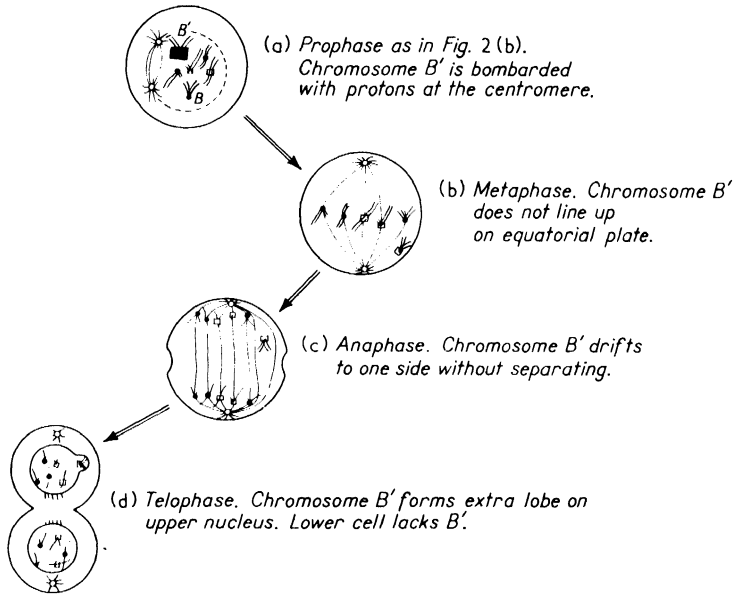 B'
B
(a) Prophase as in Fig. 2 (b).
Chromosome B' is bombarded
with protons at the centromere.
(b) Metaphase. Chromosome B'
does not line up
on equatorial plate.
(c) Anaphase. Chromosome B' drifts
to one side without separating.
(d) Telophase. Chromosome B' forms extra lobe on
upper nucleus. Lower cell lacks B'.